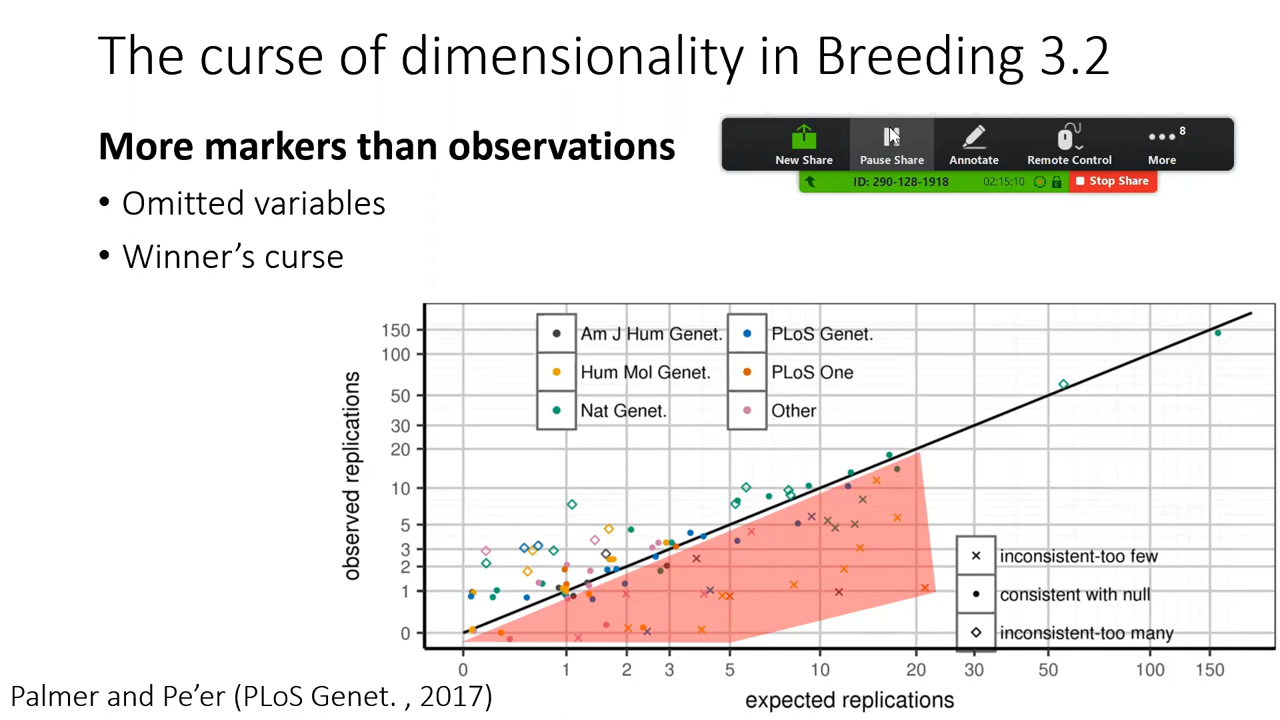 The curse of dimensionality in Breeding 3.2
More markers than observations
• Omitted variables
• Winner’s curse
New Share
Pause Share
Annotate
Remote Control
8
More
ID: 290-128-1918
02:15:10
Stop Share
150
100
50
30
20
10
5
3
2
1
0
observed replications
Am J Hum Genet.
PLoS Genet.
Hum Mol Genet.
PLoS One
Nat Genet.
Other
inconsistent-too few
consistent with null
inconsistent-too many
0 1 2 3 5 10 20 30 50 100 150
expected replications
Palmer and Pe’er (PLoS Genet. , 2017)